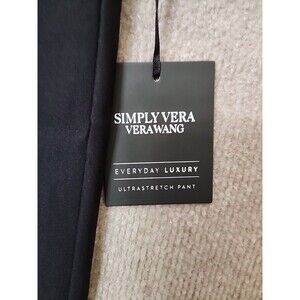 SIMPLY VERA
VERAWANG
EVERYDAY LUXURY
ULTRASTRETCH PANT